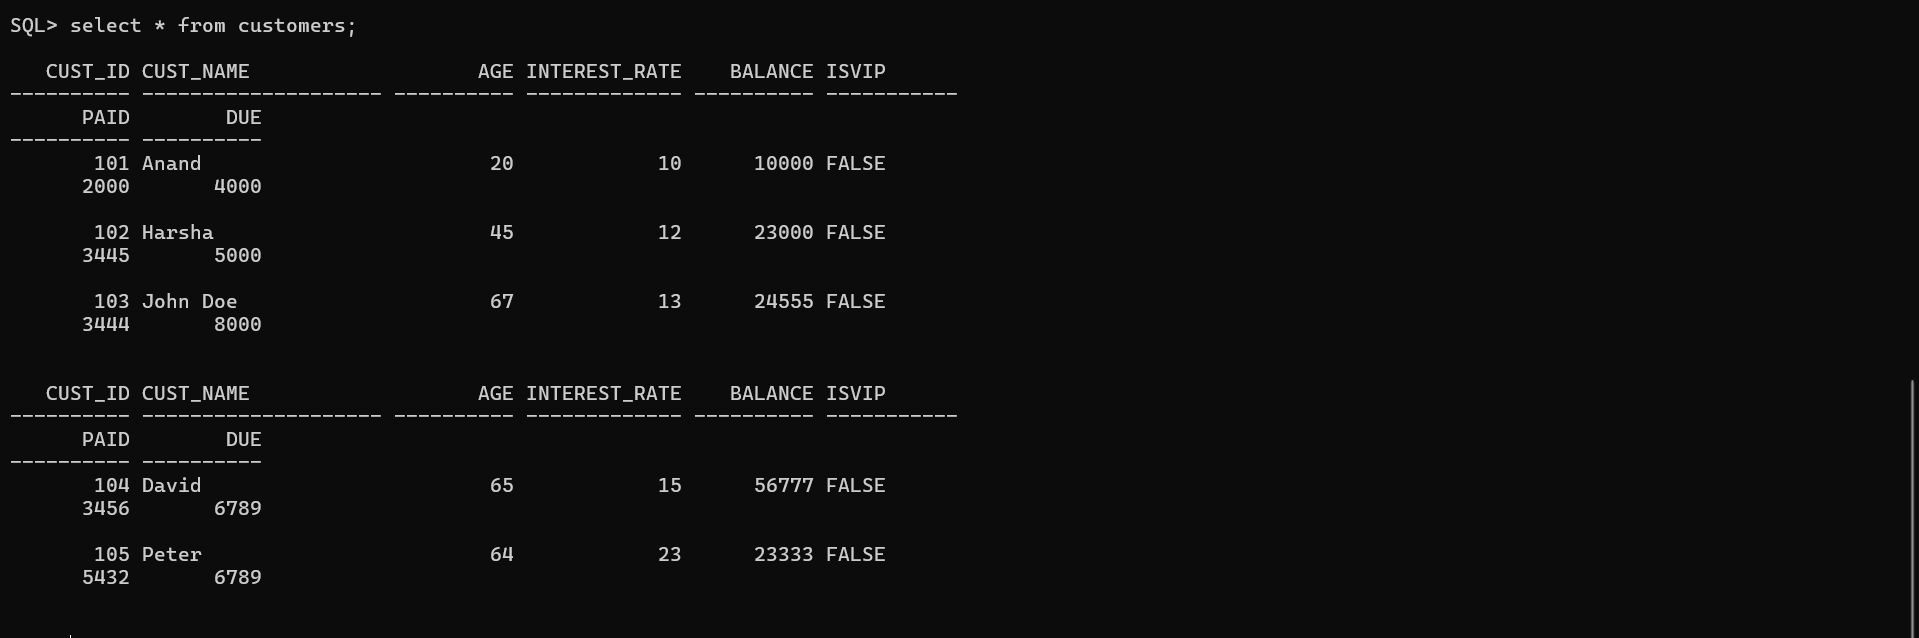 SQL> select * from customers;
CUST_ID CUST_NAME AGE INTEREST_RATE BALANCE ISVIP
---------- -------------------- ---------- ------------- ---------- -----------
PAID DUE
---------- ----------
101 Anand 20 10 10000 FALSE
2000 4000
102 Harsha 45 12 23000 FALSE
3445 5000
103 John Doe 67 13 24555 FALSE
3444 8000
CUST_ID CUST_NAME AGE INTEREST_RATE BALANCE ISVIP
---------- -------------------- ---------- ------------- ---------- -----------
PAID DUE
---------- ----------
104 David 65 15 56777 FALSE
3456 6789
105 Peter 64 23 23333 FALSE
5432 6789